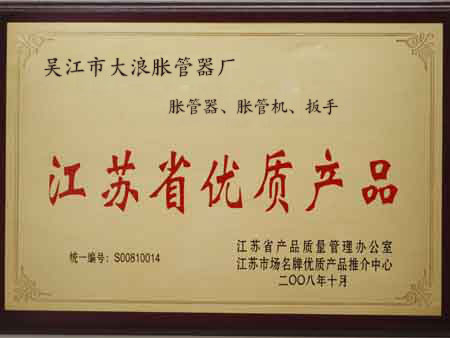 吴江市大浪胀管器厂
胀管器、胀管机、扳手
江苏省优质产品
统一编号：S00810014
江苏省产品质量管理办公室
江苏市场名牌优质产品推介中心
二〇〇八年十月